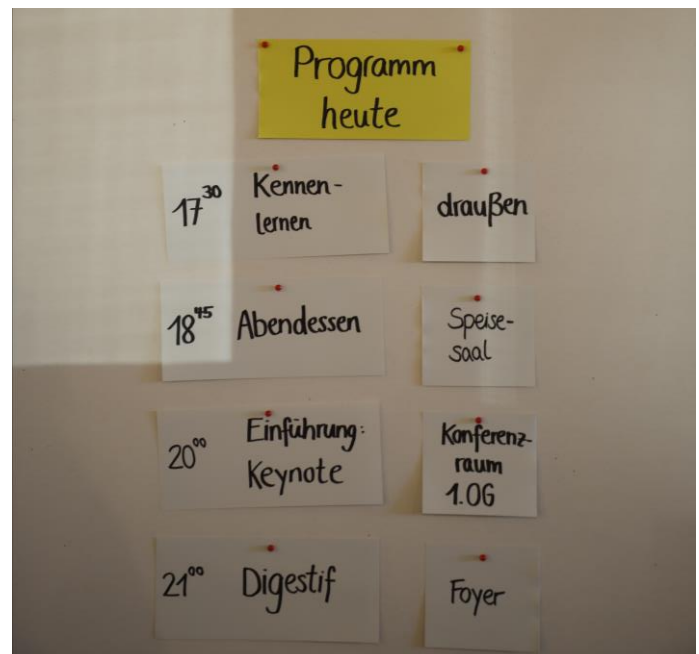 Programm
heute
17³⁰ Kennen-
lernen
draußen
18⁴⁵ Abendessen
Speise-
saal
20⁰⁰ Einführung:
Keynote
Konferenz-
raum
1.OG
21⁰⁰ Digestif
Foyer